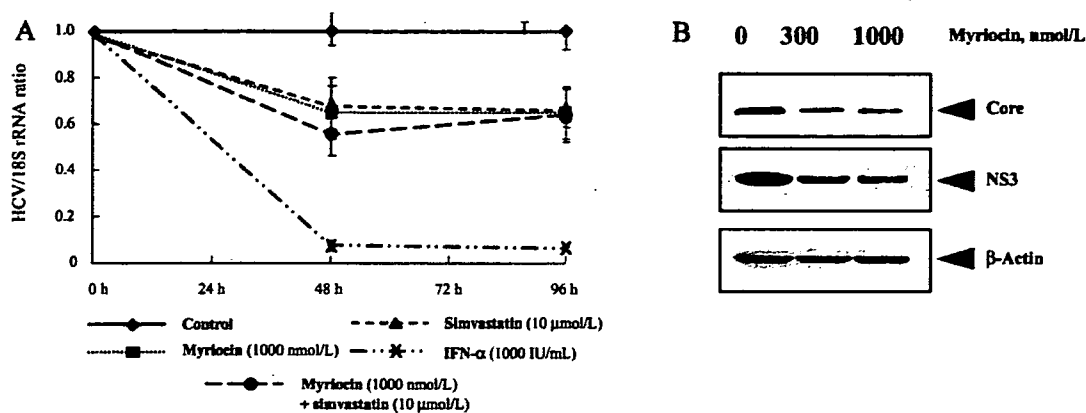 A
HCV/18S rRNA ratio
1.0
0.8
0.6
0.4
0.2
0
0 h 24 h 48 h 72 h 96 h
Control
Simvastatin (10 μmol/L)
Myriocin (1000 nmol/L)
IFN-α (1000 IU/mL)
Myriocin (1000 nmol/L)
+ simvastatin (10 μmol/L)
B
0 300 1000 Myriocin, nmol/L
Core
NS3
β-Actin